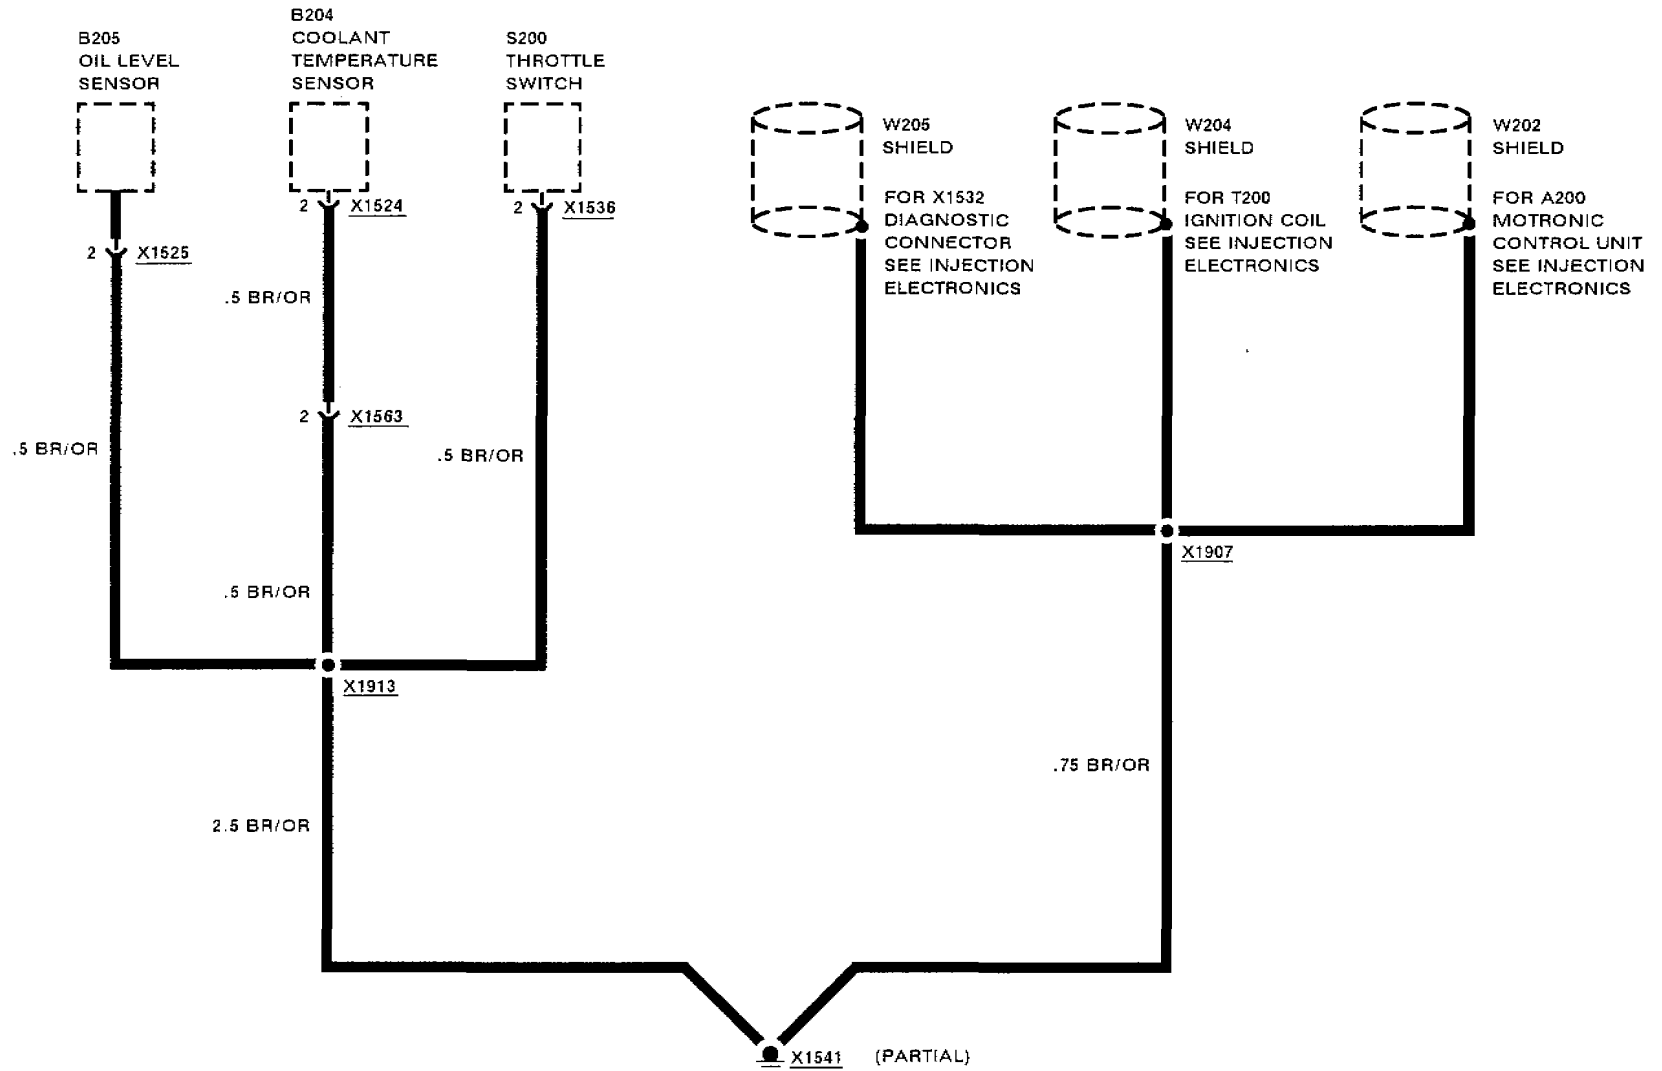 B205
OIL LEVEL
SENSOR
B204
COOLANT
TEMPERATURE
SENSOR
S200
THROTTLE
SWITCH
W205
SHIELD
FOR X1532
DIAGNOSTIC
CONNECTOR
SEE INJECTION
ELECTRONICS
W204
SHIELD
FOR T200
IGNITION COIL
SEE INJECTION
ELECTRONICS
W202
SHIELD
FOR A200
MOTRONIC
CONTROL UNIT
SEE INJECTION
ELECTRONICS
2 X1525
2 X1524
2 X1536
.5 BR/OR
2 X1563
.5 BR/OR
.5 BR/OR
.5 BR/OR
X1907
X1913
.75 BR/OR
2.5 BR/OR
X1541 (PARTIAL)